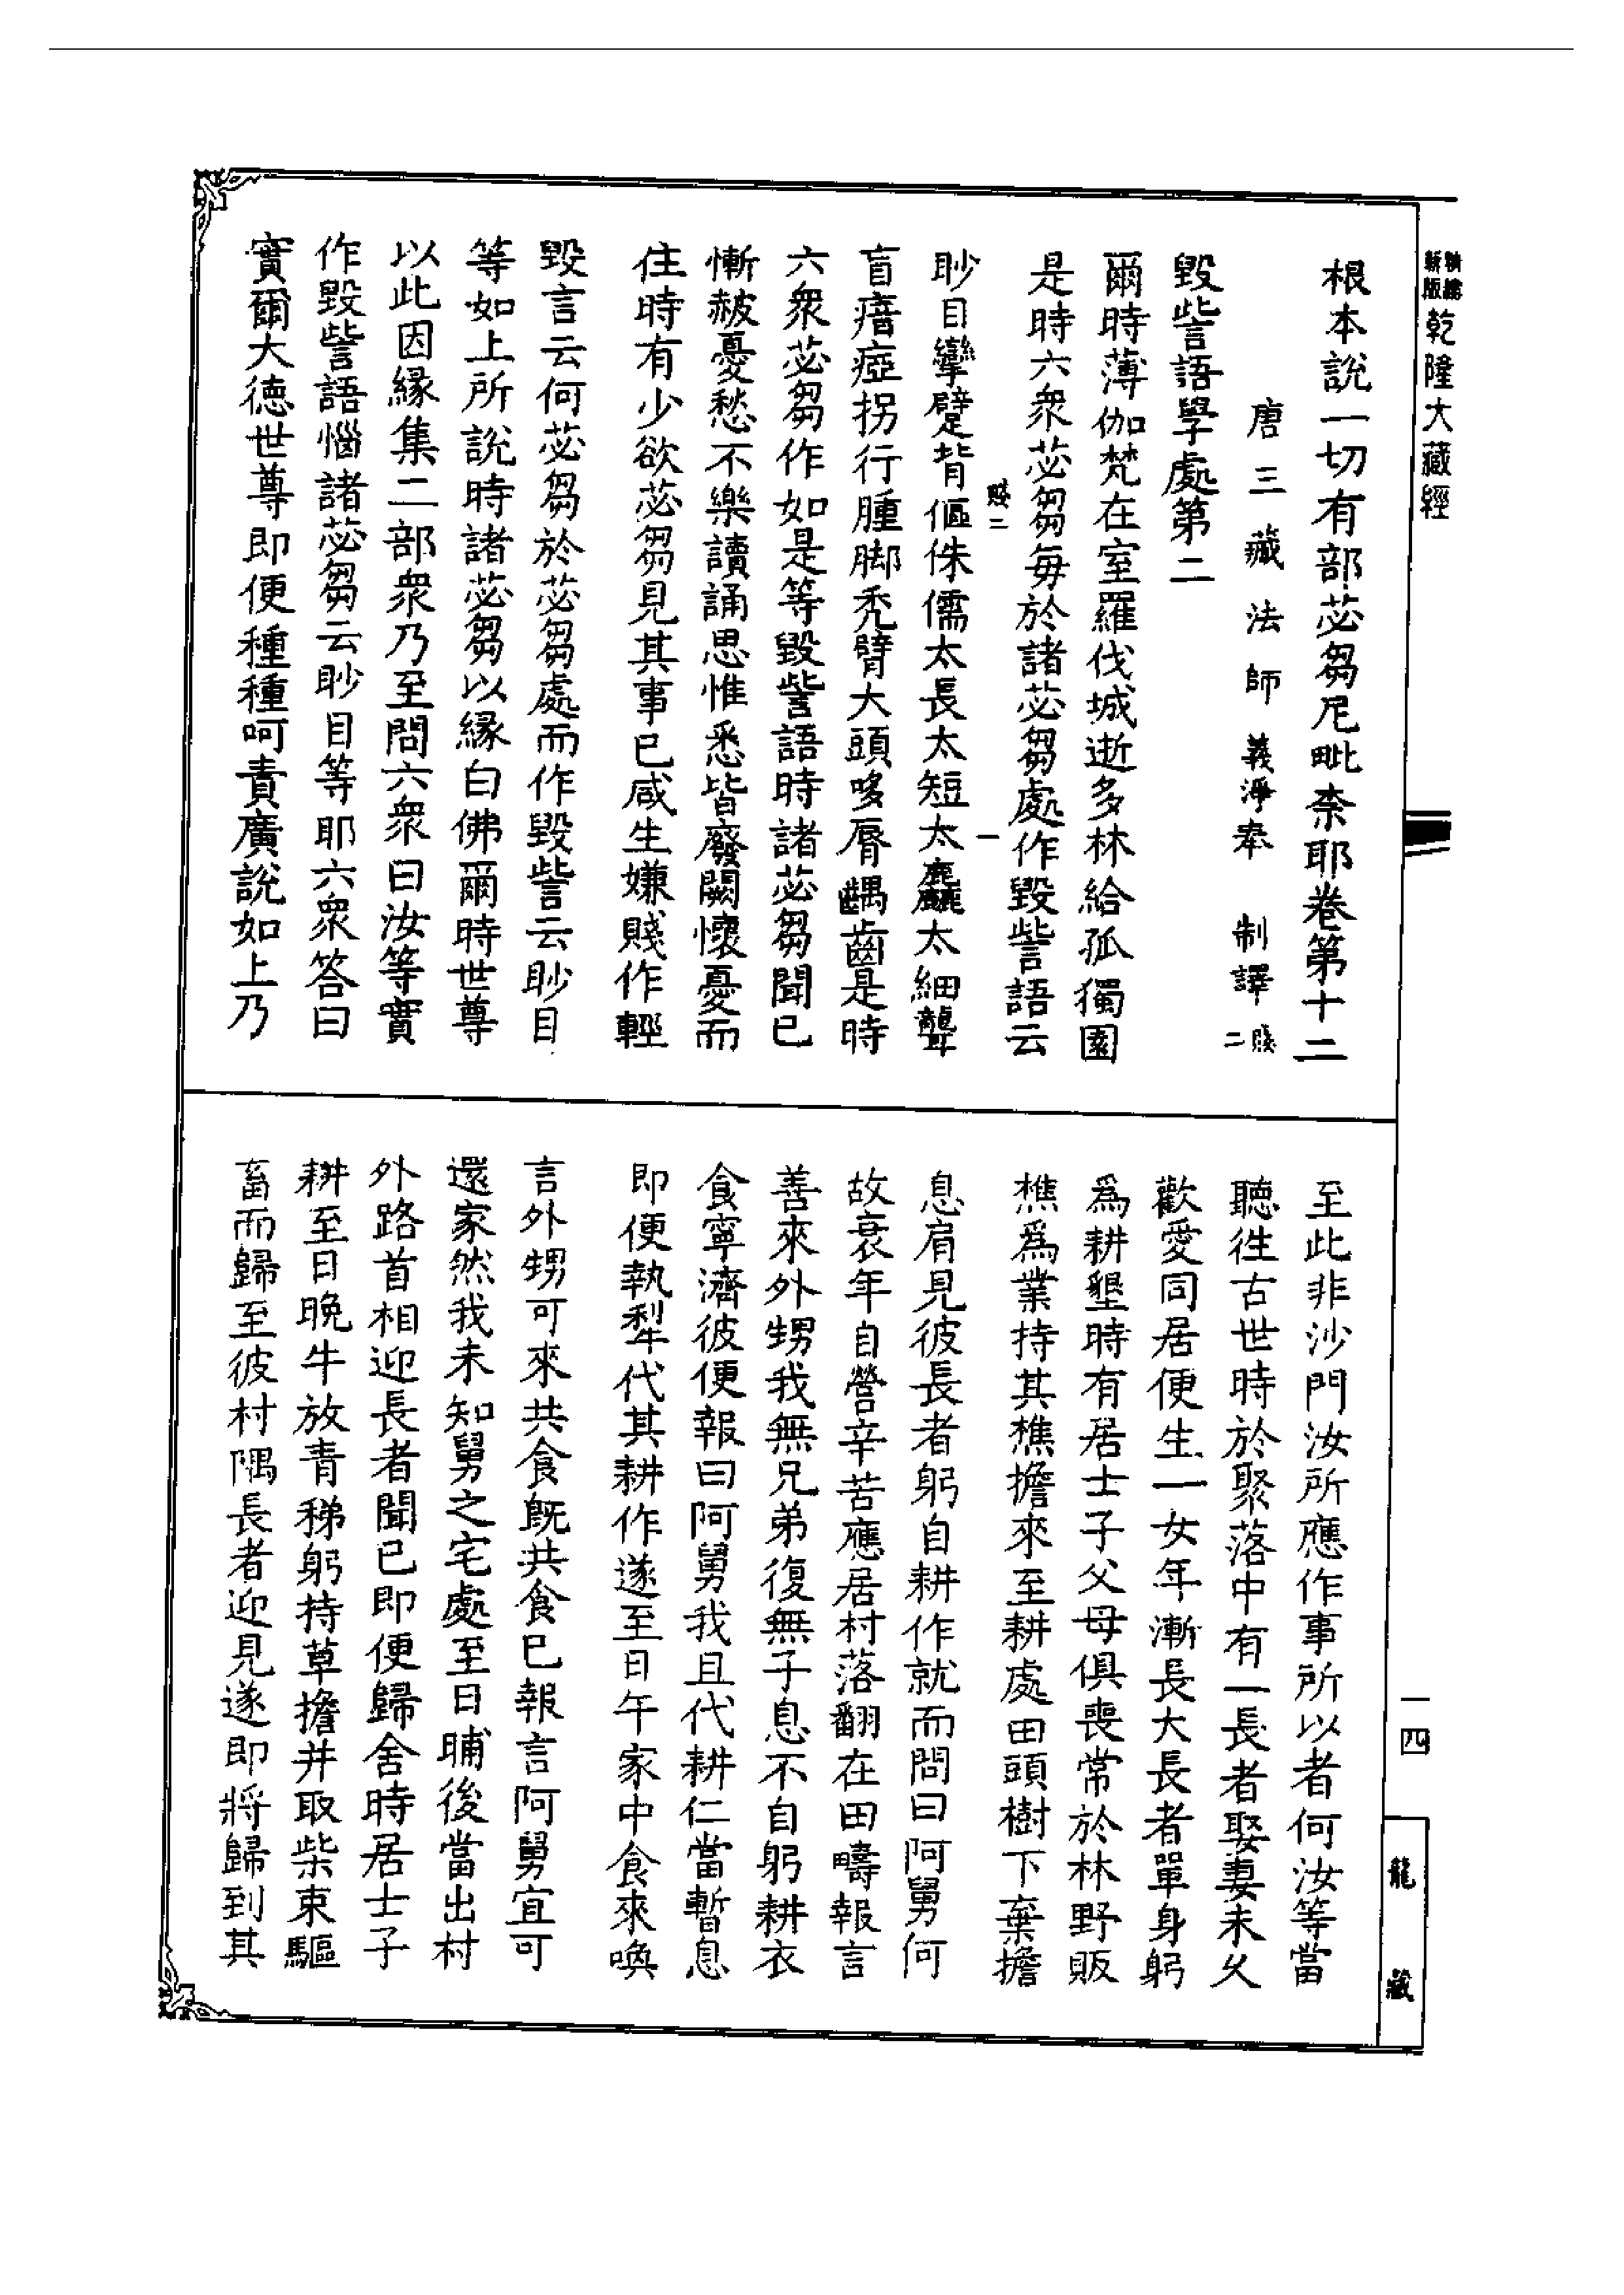 新版
乾隆大藏經
根本說一切有部苾芻尼毗柰耶卷第十二
唐三藏法師義淨奉 制譯
二
毀訾語學處第二
爾時薄伽梵在室羅伐城逝多林給孤獨園
是時六衆苾芻每於諸苾芻處作毀訾語云
二
一
眇目攣躄背傴侏儒太長太短太麤太細聾
盲瘖瘂拐行腫脚秃臂大頭哆脣齵齒是時
六衆苾芻作如是等毀訾語時諸苾芻聞已
慚赧憂愁不樂讀誦思惟悉皆廢闕懷憂而
住時有少欲苾芻見其事已咸生嫌賤作輕
毀言云何苾芻於苾芻處而作毀訾云眇目
等如上所說時諸苾芻以緣白佛爾時世尊
以此因緣集二部衆乃至問六衆曰汝等實
作毀訾語惱諸苾芻云眇目等耶六衆答曰
實爾大德世尊即便種種呵責廣說如上乃
至此非沙門汝所應作事所以者何汝等當
聽徃古世時於聚落中有一長者娶妻未久
歡愛同居便生一女年漸長大長者單身躬
爲耕墾時有居士子父母俱喪常於林野販
樵爲業持其樵擔來至耕處田頭樹下棄擔
息肩見彼長者躬自耕作就而問曰阿舅何
故衰年自營辛苦應居村落翻在田疇報言
善來外甥我無兄弟復無子息不自躬耕衣
食寧濟彼便報曰阿舅我且代耕仁當暫息
即便執犁代其耕作遂至日午家中食來喚
言外甥可來共食既共食已報言阿舅宜可
還家然我未知舅之宅處至日晡後當出村
外路首相迎長者聞已即便歸舍時居士子
耕至日晚牛放青稊躬持草擔并取柴束驅
畜而歸至彼村隅長者迎見遂即將歸到其
一四
龍藏